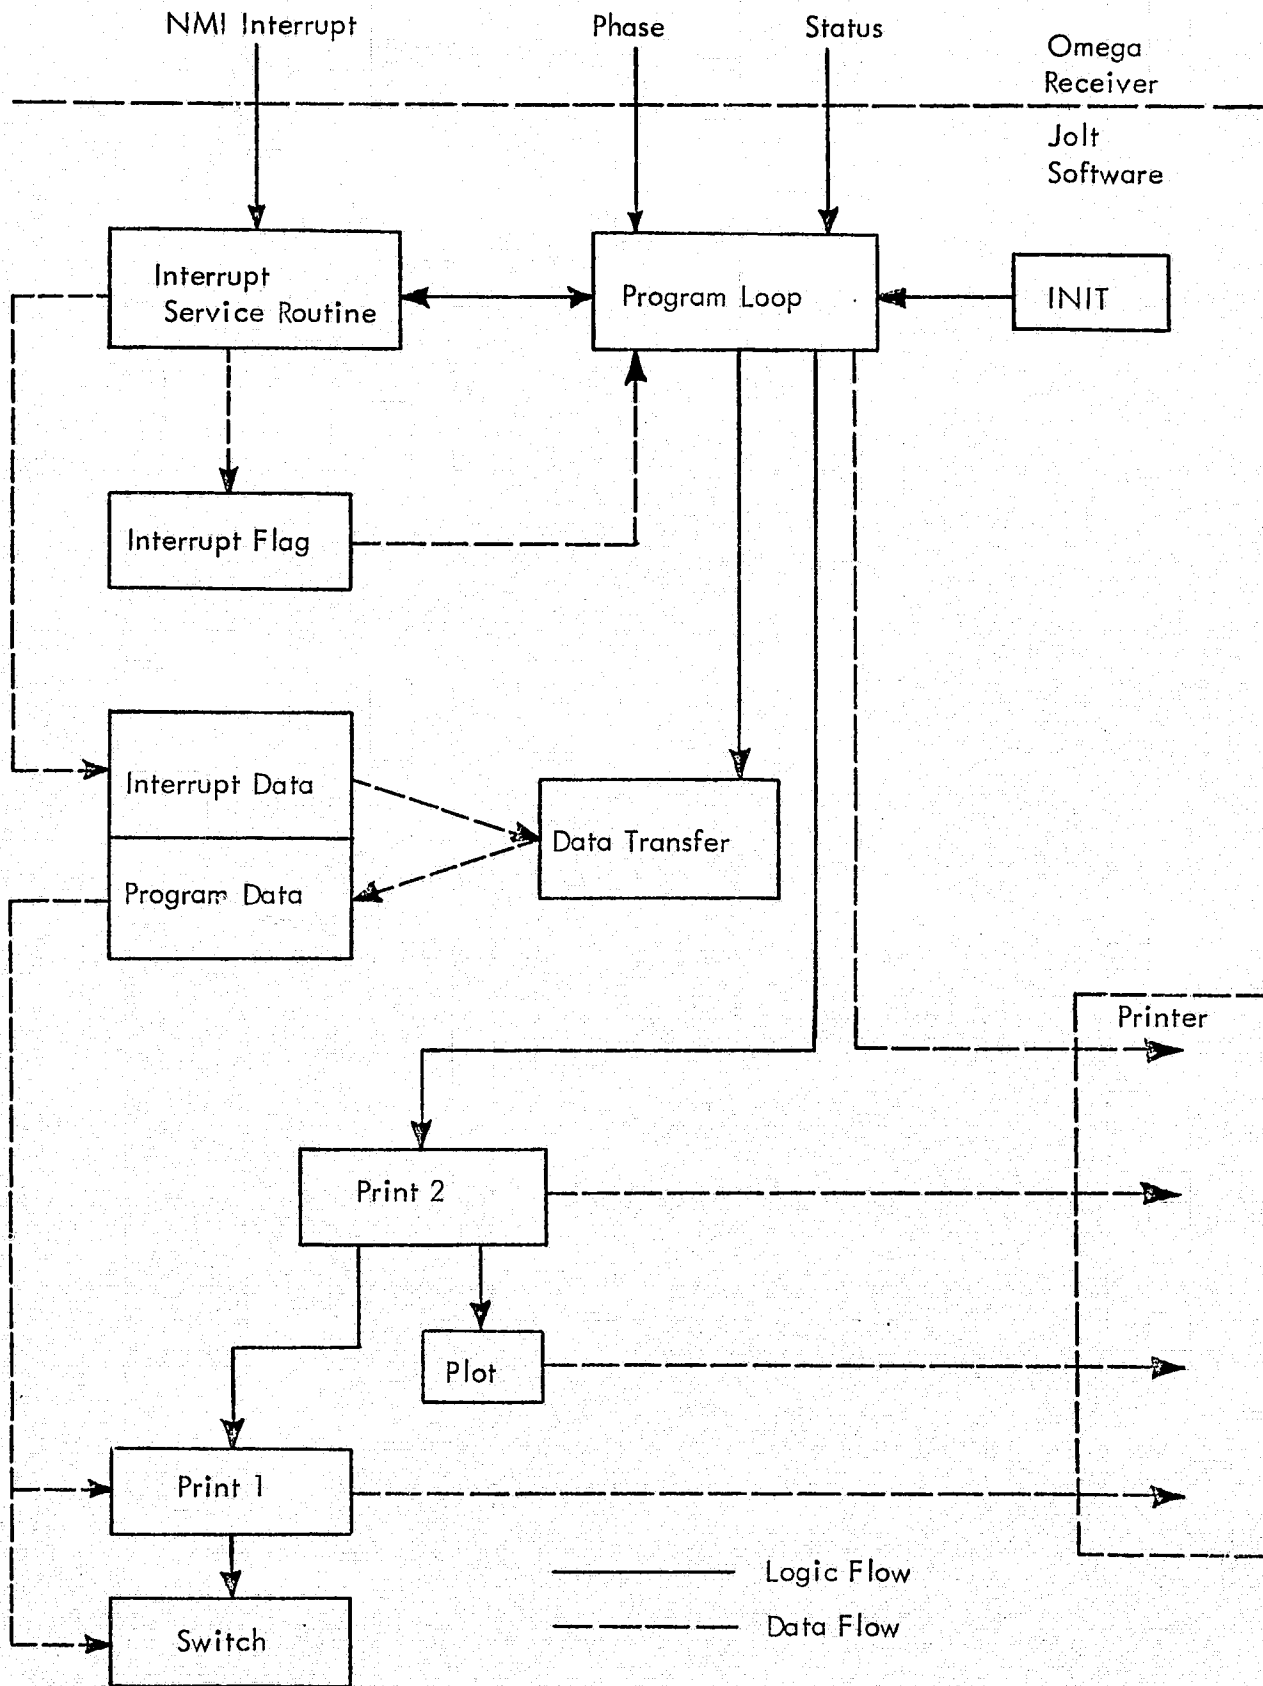 NMI Interrupt
Phase
Status
Omega
Receiver
Jolt
Software
Interrupt
Service Routine
Program Loop
INIT
Interrupt Flag
Interrupt Data
Data Transfer
Program Data
Printer
Print 2
Plot
Print 1
Logic Flow
Data Flow
Switch